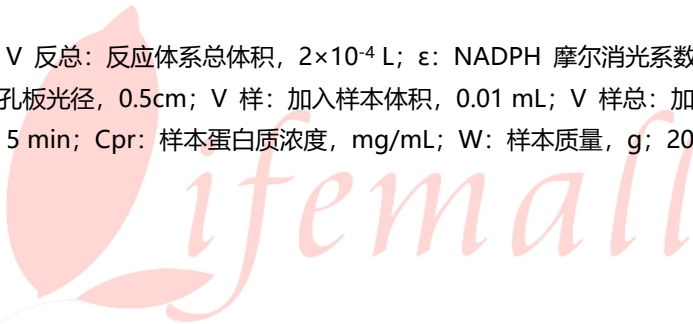 V 反总：反应体系总体积，2×10⁻⁴ L；ε：NADPH 摩尔消光系数
孔板光径，0.5cm；V 样：加入样本体积，0.01 mL；V 样总：加
5 min；Cpr：样本蛋白质浓度，mg/mL；W：样本质量，g；20
ifemall